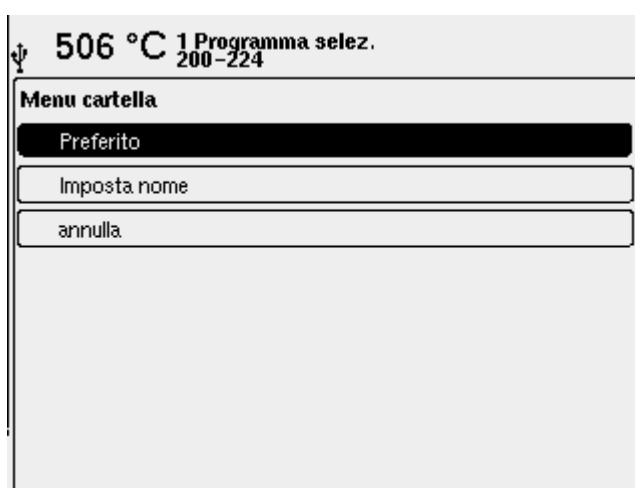 506 °C 1 Programma selez.
200-224
Menu cartella
Preferito
Imposta nome
annulla